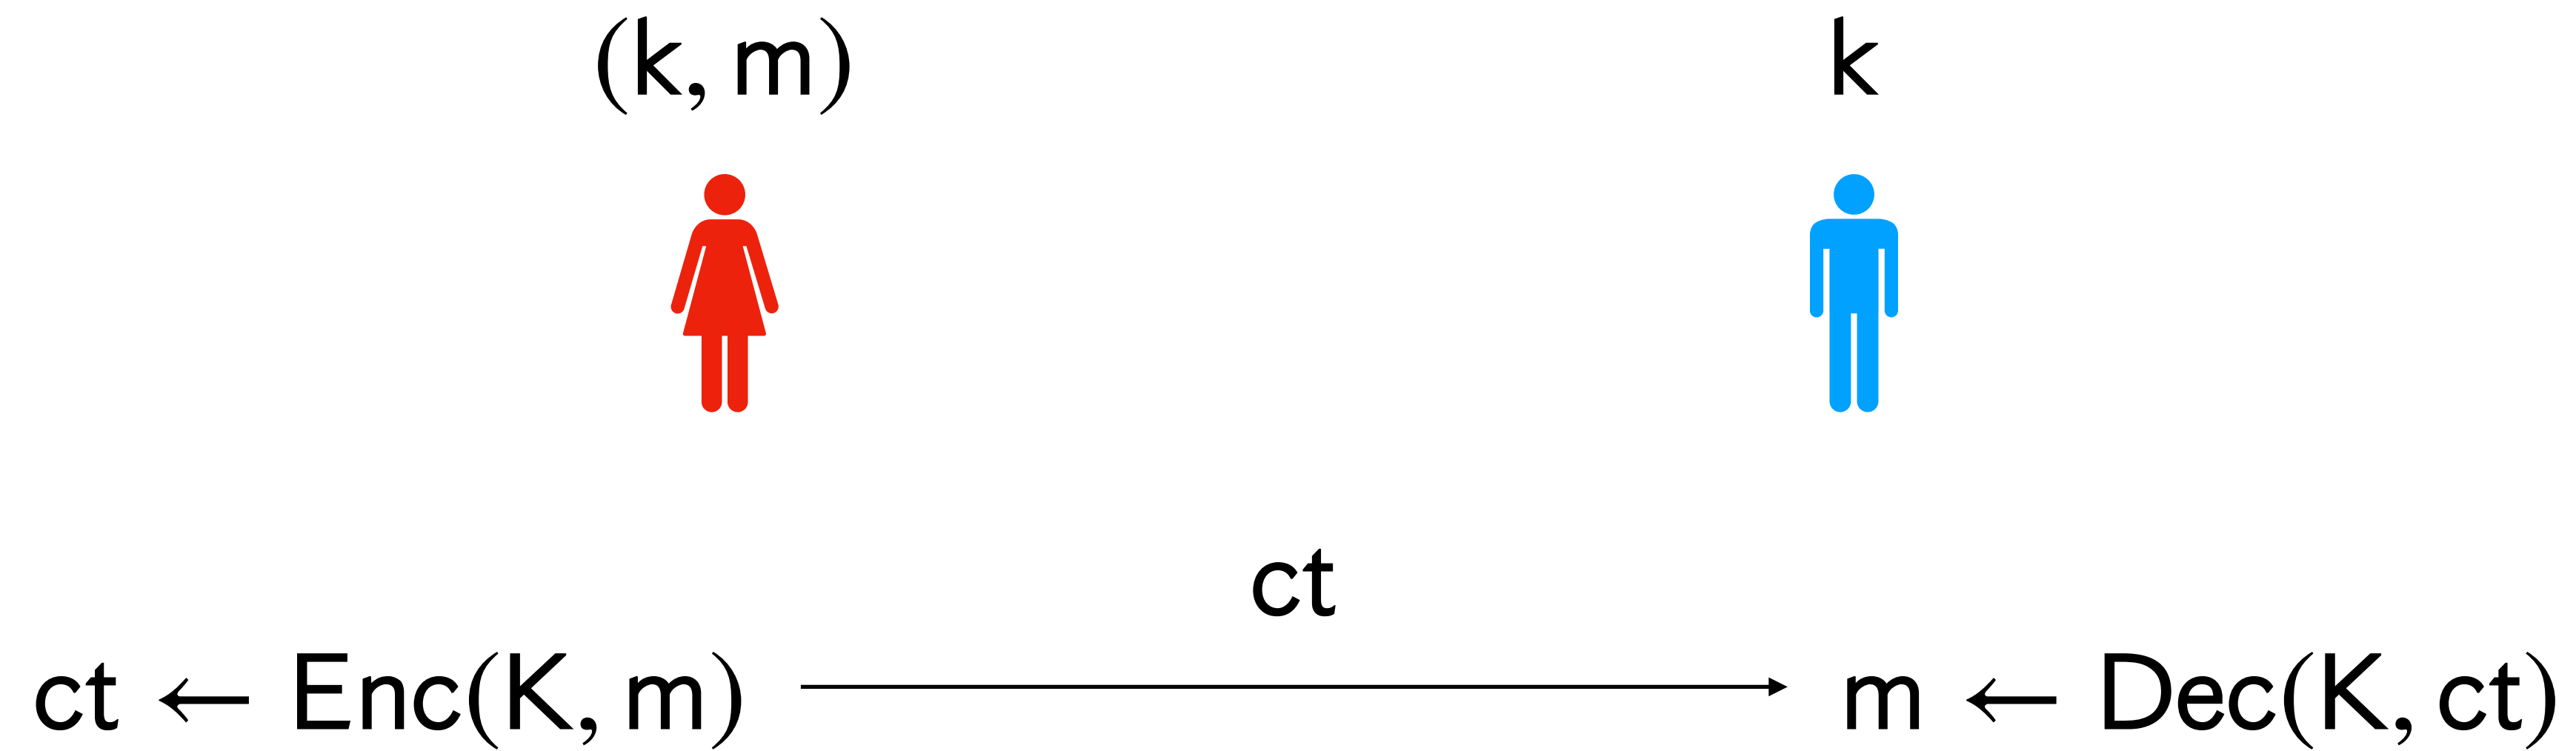 (k, m) k
ct
ct ← Enc(K, m) m ← Dec(K, ct)